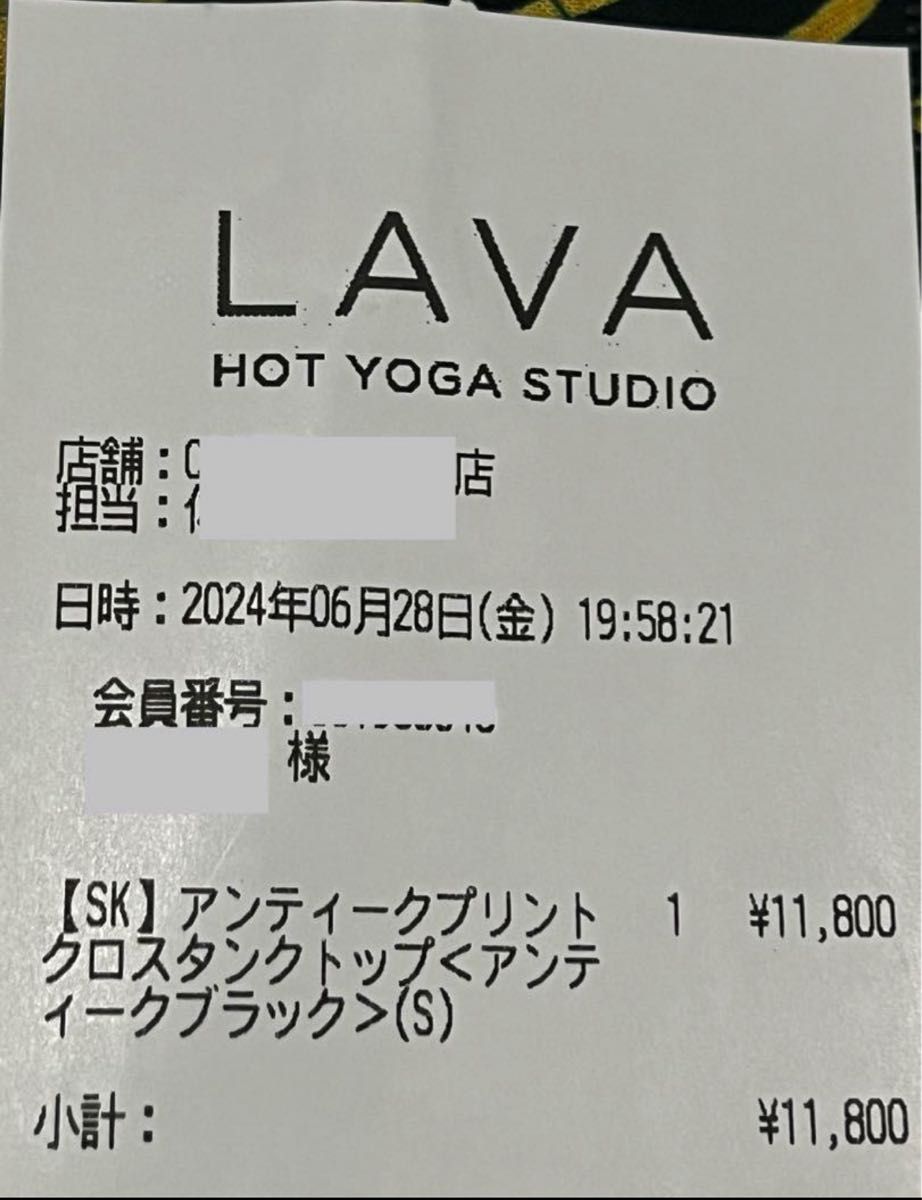 LAVA
HOT YOGA STUDIO
店舗：店
担当：
日時：2024年06月28日(金) 19:58:21
会員番号：
様
【SK】アンティークプリント 1 ¥11,800
クロスタンクトップ<アンテ
ィークブラック>(S)
小計： ¥11,800